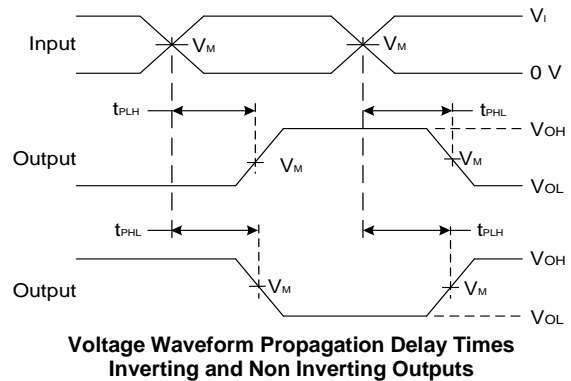 VI
Input VM VM
0 V
tPLH tPHL
VOH
Output VM VM
VOL
tPHL tPLH
VOH
Output VM VM
VOL
Voltage Waveform Propagation Delay Times
Inverting and Non Inverting Outputs